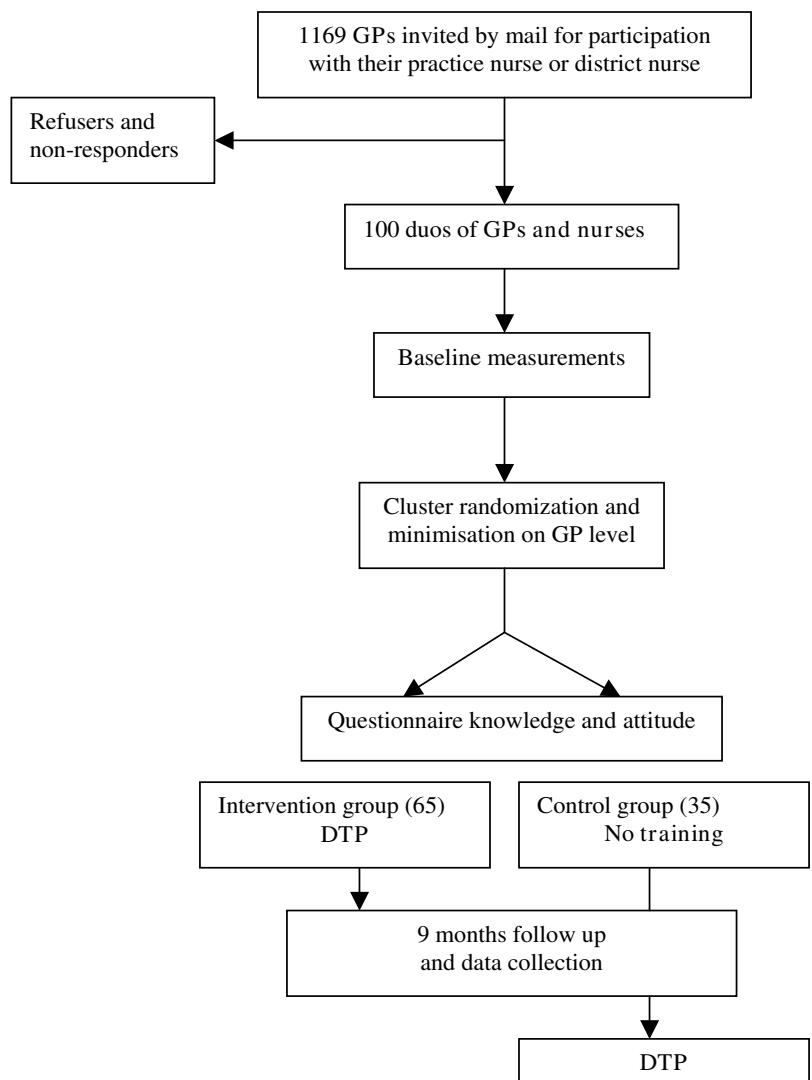 1169 GPs invited by mail for participation
with their practice nurse or district nurse
Refusers and
non-responders
100 duos of GPs and nurses
Baseline measurements
Cluster randomization and
minimisation on GP level
Questionnaire knowledge and attitude
Intervention group (65)
DTP
Control group (35)
No training
9 months follow up
and data collection
DTP